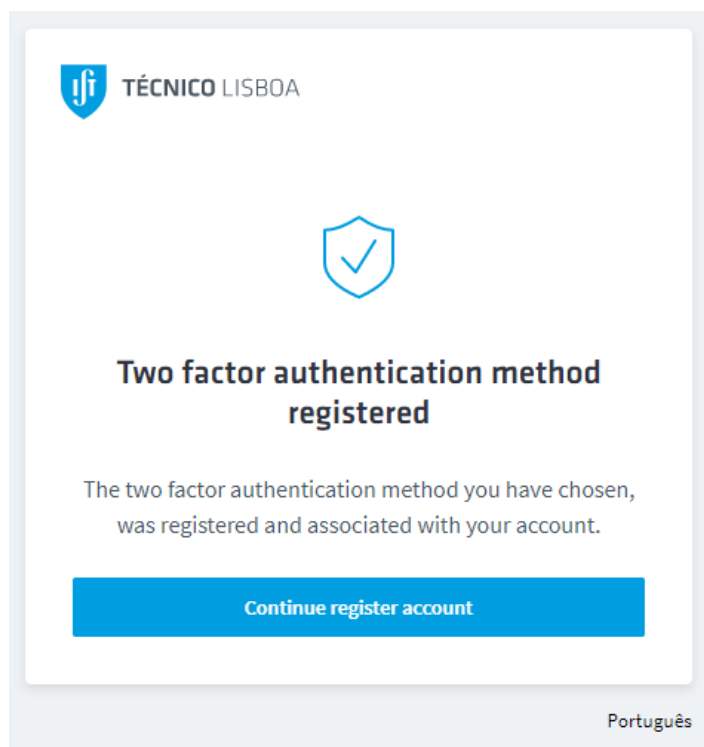 TÉCNICO LISBOA
Two factor authentication method
registered
The two factor authentication method you have chosen,
was registered and associated with your account.
Continue register account
Português